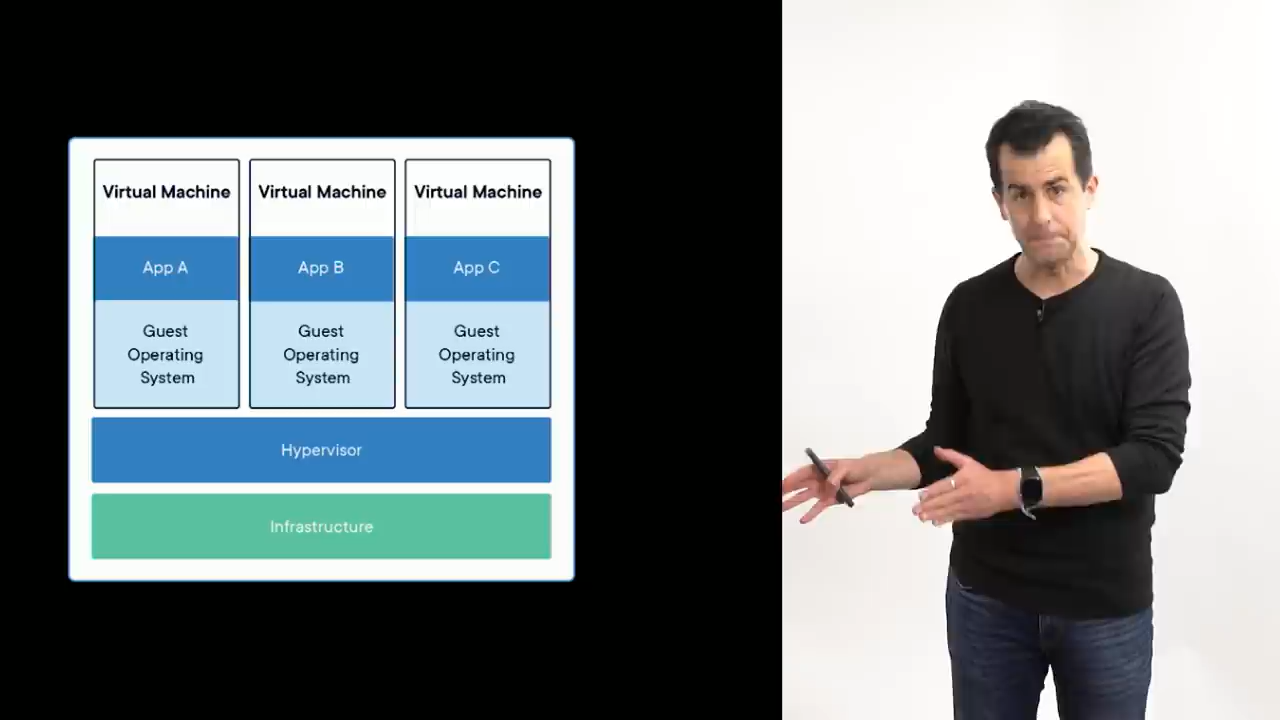 Virtual Machine
App A
Guest
Operating
System
Virtual Machine
App B
Guest
Operating
System
Virtual Machine
App C
Guest
Operating
System
Hypervisor
Infrastructure